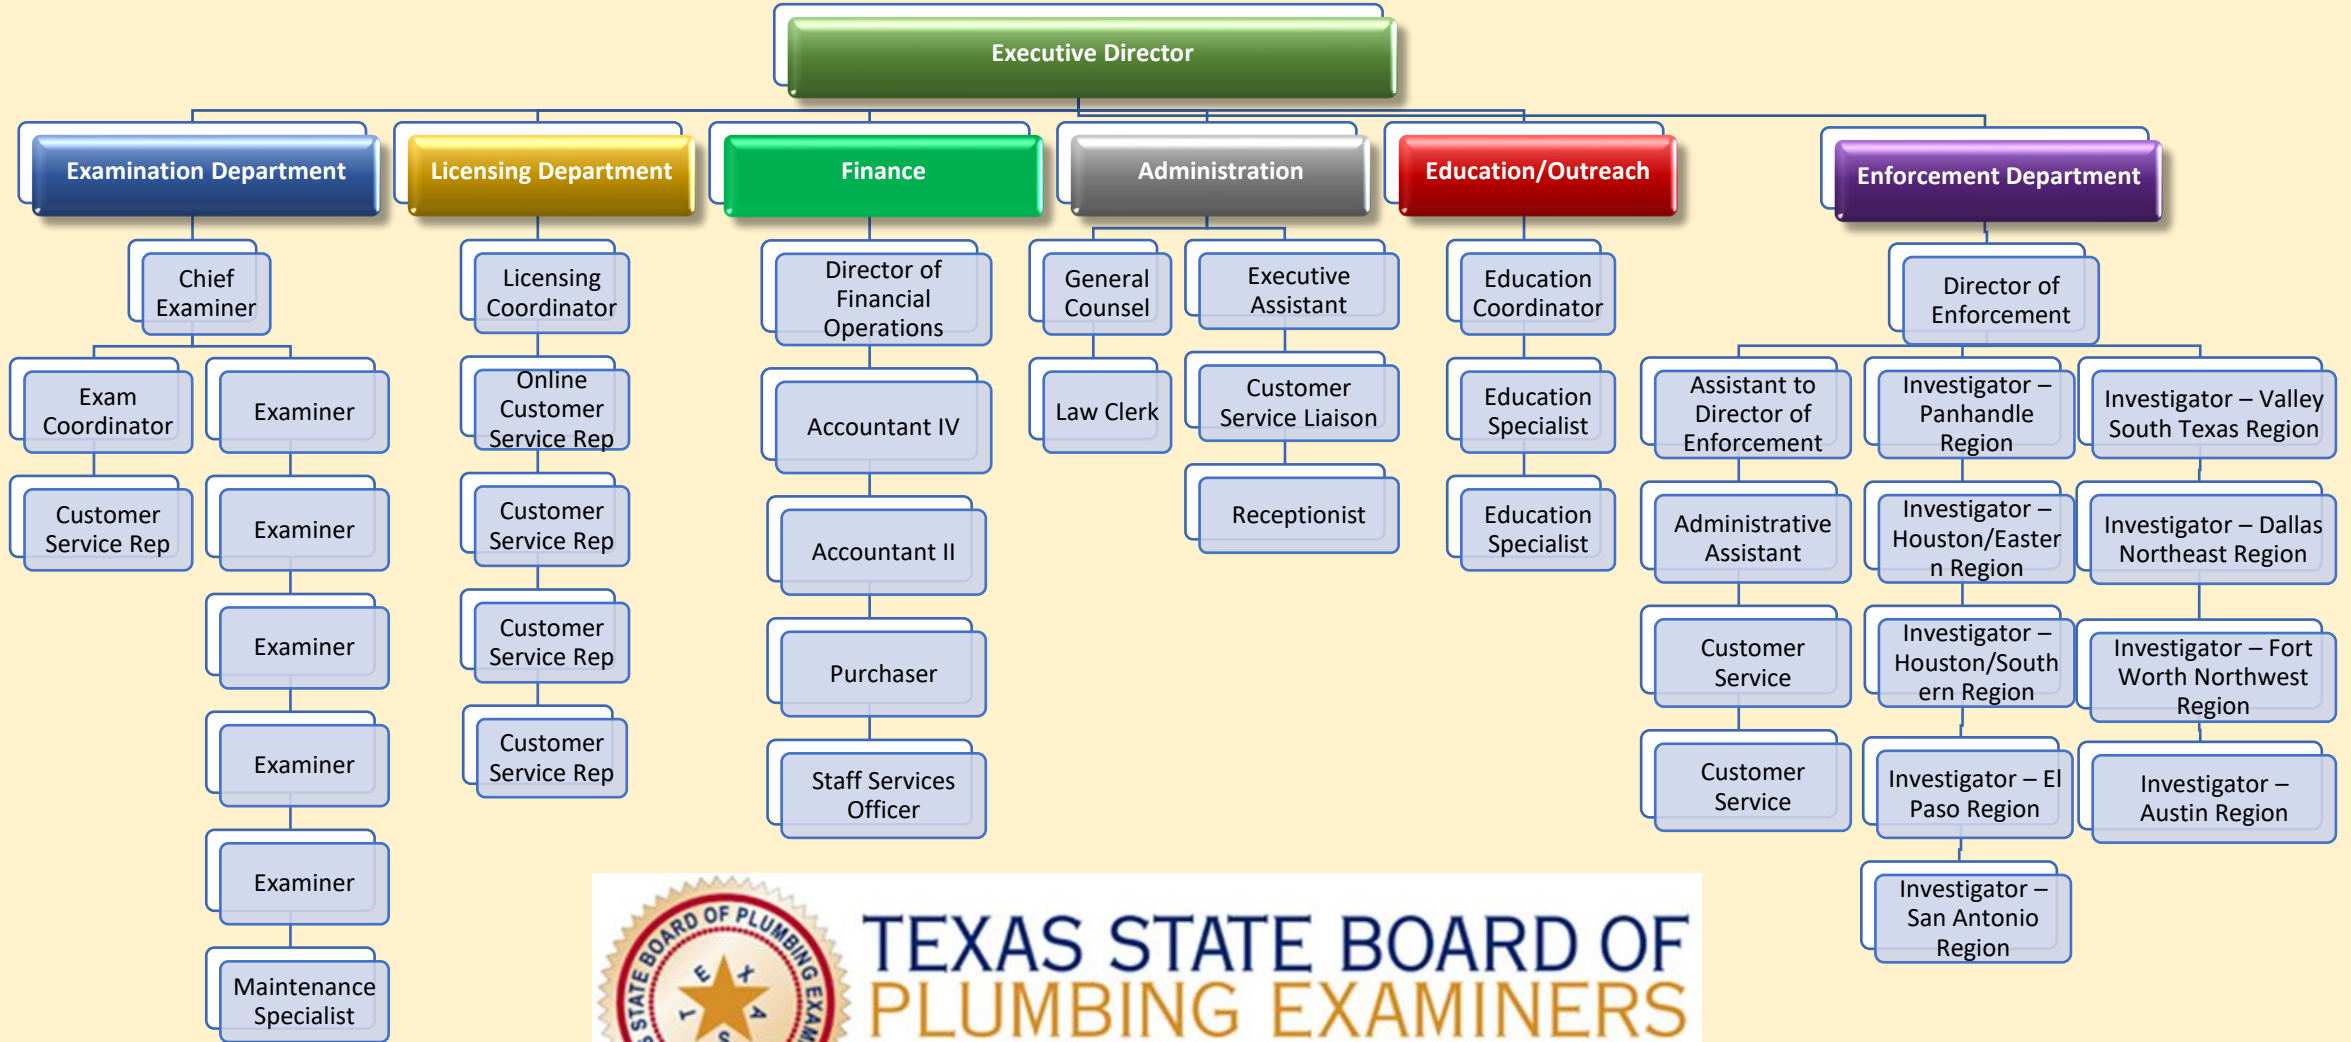 Executive Director
Examination Department
Chief
Examiner
Exam
Coordinator
Customer
Service Rep
Examiner
Examiner
Examiner
Examiner
Examiner
Maintenance
Specialist
Licensing Department
Licensing
Coordinator
Online
Customer
Service Rep
Customer
Service Rep
Customer
Service Rep
Customer
Service Rep
Finance
Director of
Financial
Operations
Accountant IV
Accountant II
Purchaser
Staff Services
Officer
Administration
General
Counsel
Law Clerk
Executive
Assistant
Customer
Service Liaison
Receptionist
Education/Outreach
Education
Coordinator
Education
Specialist
Education
Specialist
Enforcement Department
Director of
Enforcement
Assistant to
Director of
Enforcement
Administrative
Assistant
Customer
Service
Customer
Service
Investigator –
Panhandle
Region
Investigator –
Houston/Easter
n Region
Investigator –
Houston/South
ern Region
Investigator – El
Paso Region
Investigator –
San Antonio
Region
Investigator – Valley
South Texas Region
Investigator – Dallas
Northeast Region
Investigator – Fort
Worth Northwest
Region
Investigator –
Austin Region
STATE BOARD OF PLUMBING
TEXAS
TEXAS STATE BOARD OF
PLUMBING EXAMINERS